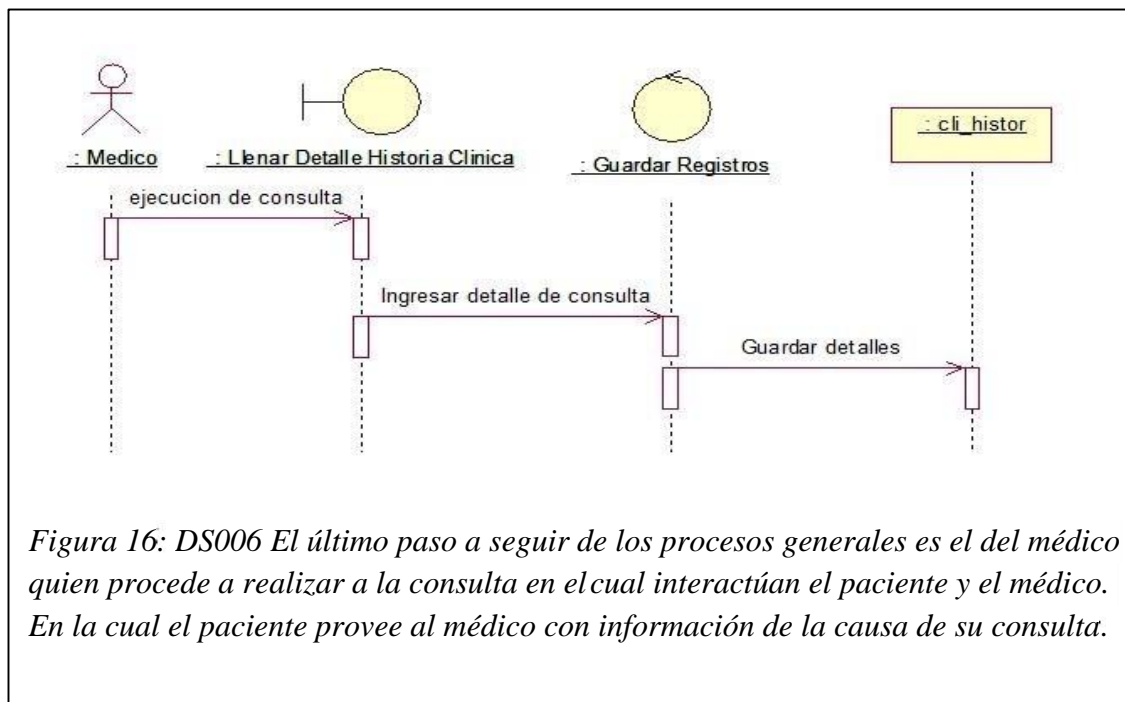 : Medico
: Llenar Detalle Historia Clinica
: Guardar Registros
: cli_histor
ejecucion de consulta
Ingresar detalle de consulta
Guardar detalles
Figura 16: DS006 El último paso a seguir de los procesos generales es el del médico
quien procede a realizar a la consulta en el cual interactúan el paciente y el médico.
En la cual el paciente provee al médico con información de la causa de su consulta.